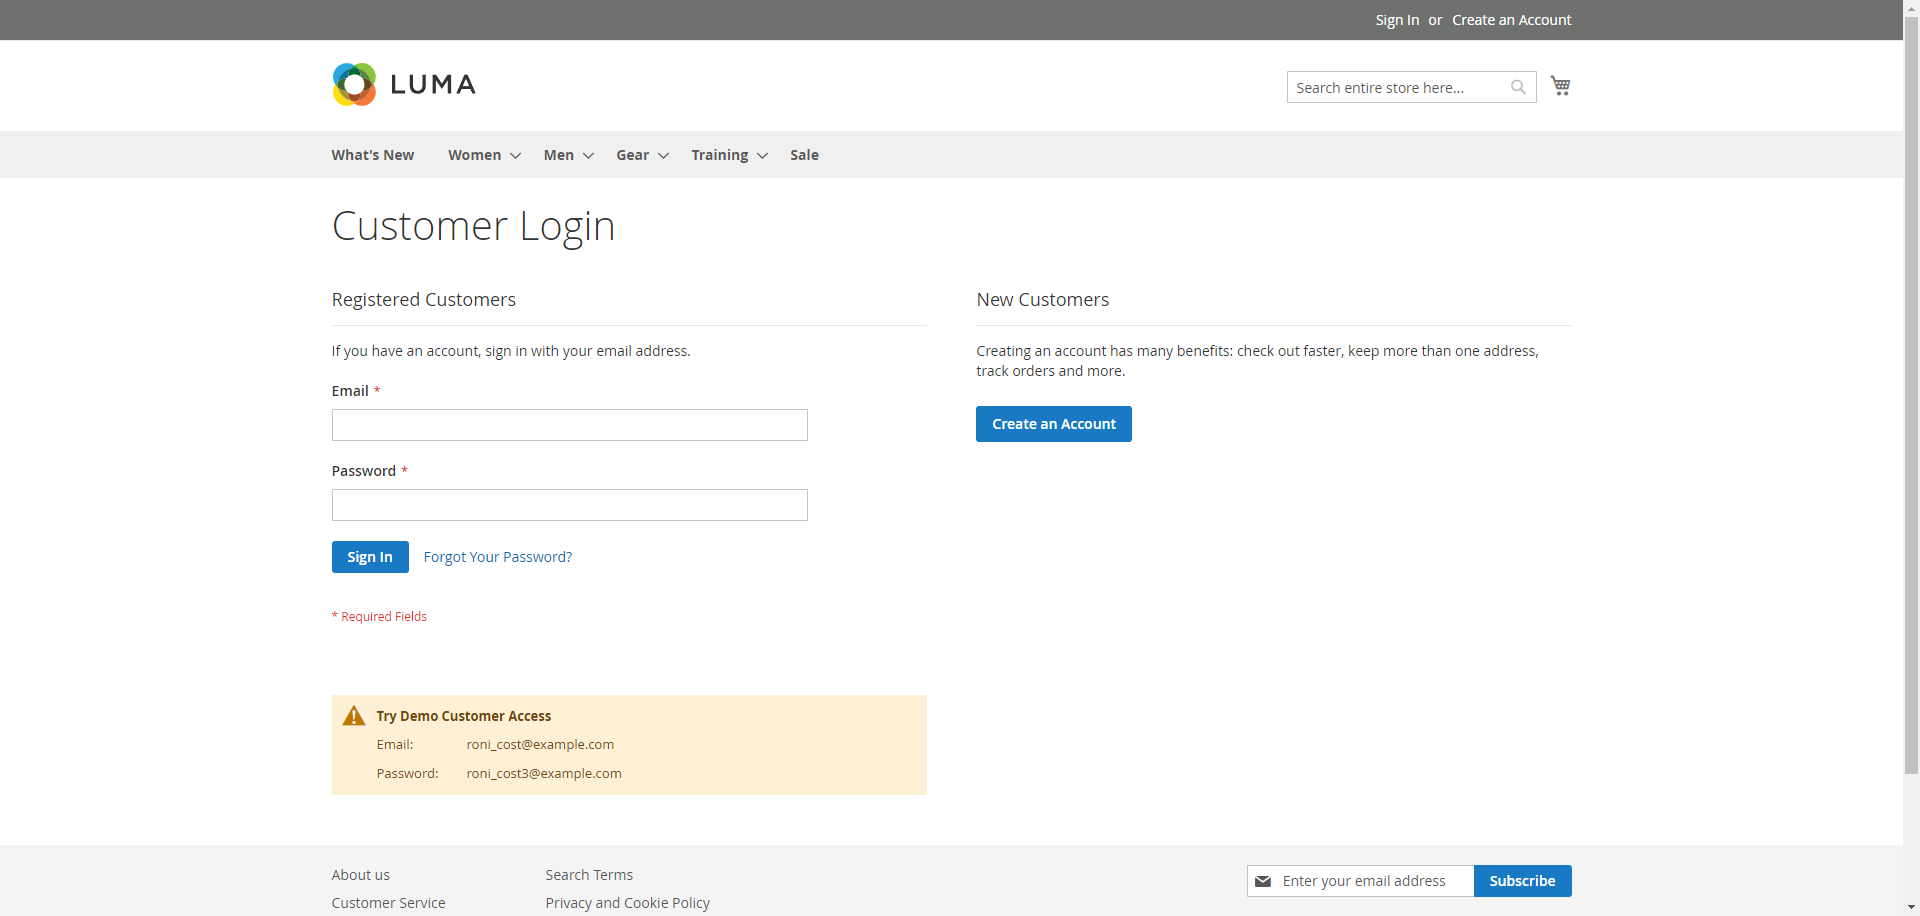 Sign In or Create an Account
LUMA
Search entire store here...
What's New Women Men Gear Training Sale
Customer Login
Registered Customers
If you have an account, sign in with your email address.
Email *
Password *
Sign In Forgot Your Password?
* Required Fields
New Customers
Creating an account has many benefits: check out faster, keep more than one address,
track orders and more.
Create an Account
Try Demo Customer Access
Email: roni_cost@example.com
Password: roni_cost3@example.com
About us
Customer Service
Search Terms
Privacy and Cookie Policy
Enter your email address Subscribe